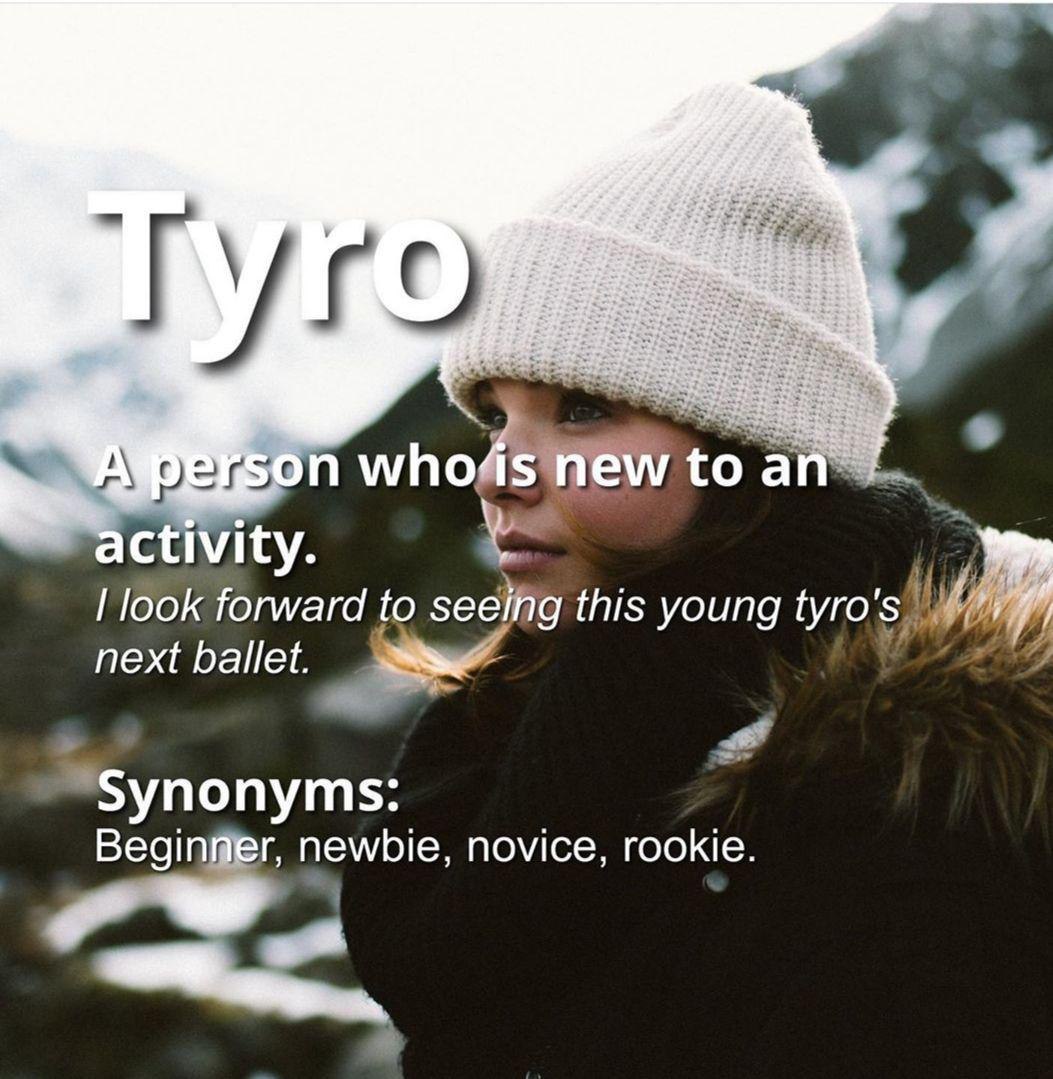 Tyro
A person who is new to an
activity.
I look forward to seeing this young tyro's
next ballet.
Synonyms:
Beginner, newbie, novice, rookie.